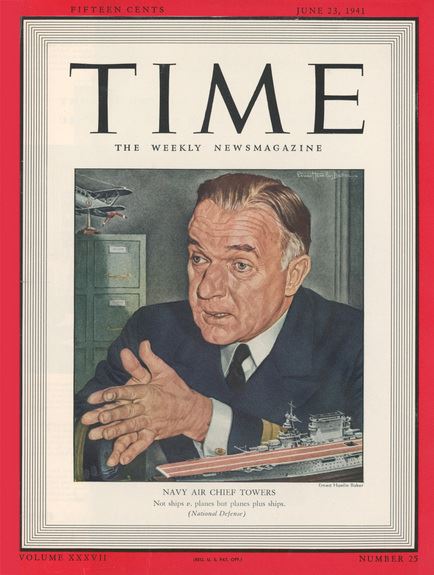 FIFTEEN CENTS
JUNE 23, 1941
TIME
THE WEEKLY NEWSMAGAZINE
Ernest Hamlin Baker
NAVY AIR CHIEF TOWERS
Not ships v. planes but planes plus ships.
(National Defense)
VOLUME XXXVII
(REG. U. S. PAT. OFF.)
NUMBER 25